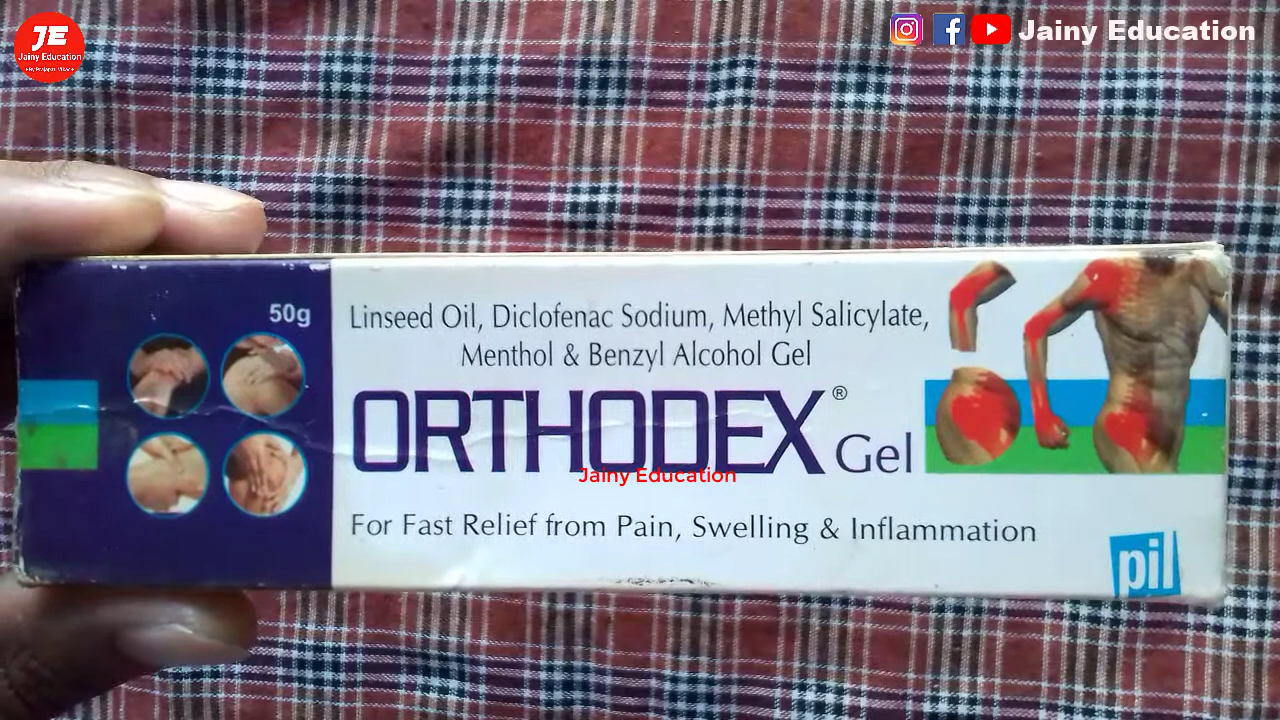 JE
Jainy Education
Jainy Education
50g
Linseed Oil, Diclofenac Sodium, Methyl Salicylate,
Menthol & Benzyl Alcohol Gel
ORTHODEX® Gel
Jainy Education
For Fast Relief from Pain, Swelling & Inflammation
pil